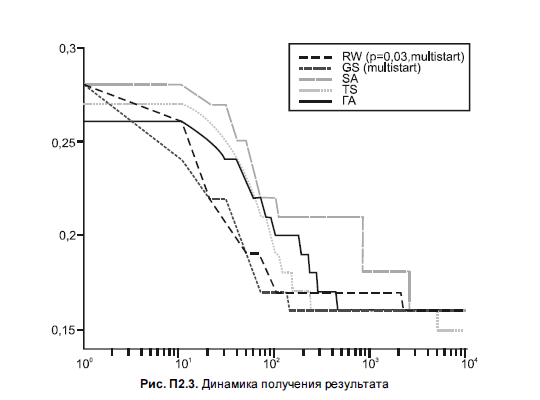 0,3
RW (p=0,03,multistart)
GS (multistart)
SA
TS
ГА
0,25
0,2
0,15
10⁰ 10¹ 10² 10³ 10⁴
Рис. П2.3. Динамика получения результата